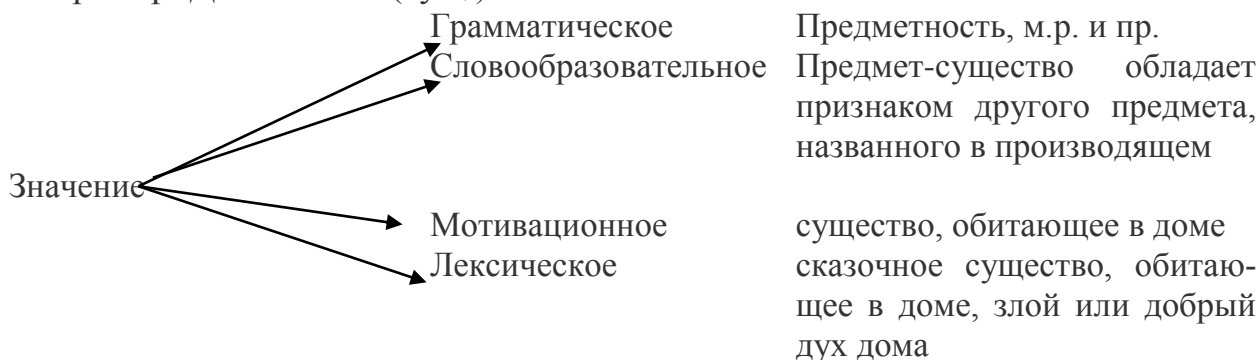 Грамматическое Предметность, м.р. и пр.
Словообразовательное Предмет-существо обладает
признаком другого предмета,
названного в производящем
Значение
Мотивационное существо, обитающее в доме
Лексическое сказочное существо, обитаю-
щее в доме, злой или добрый
дух дома